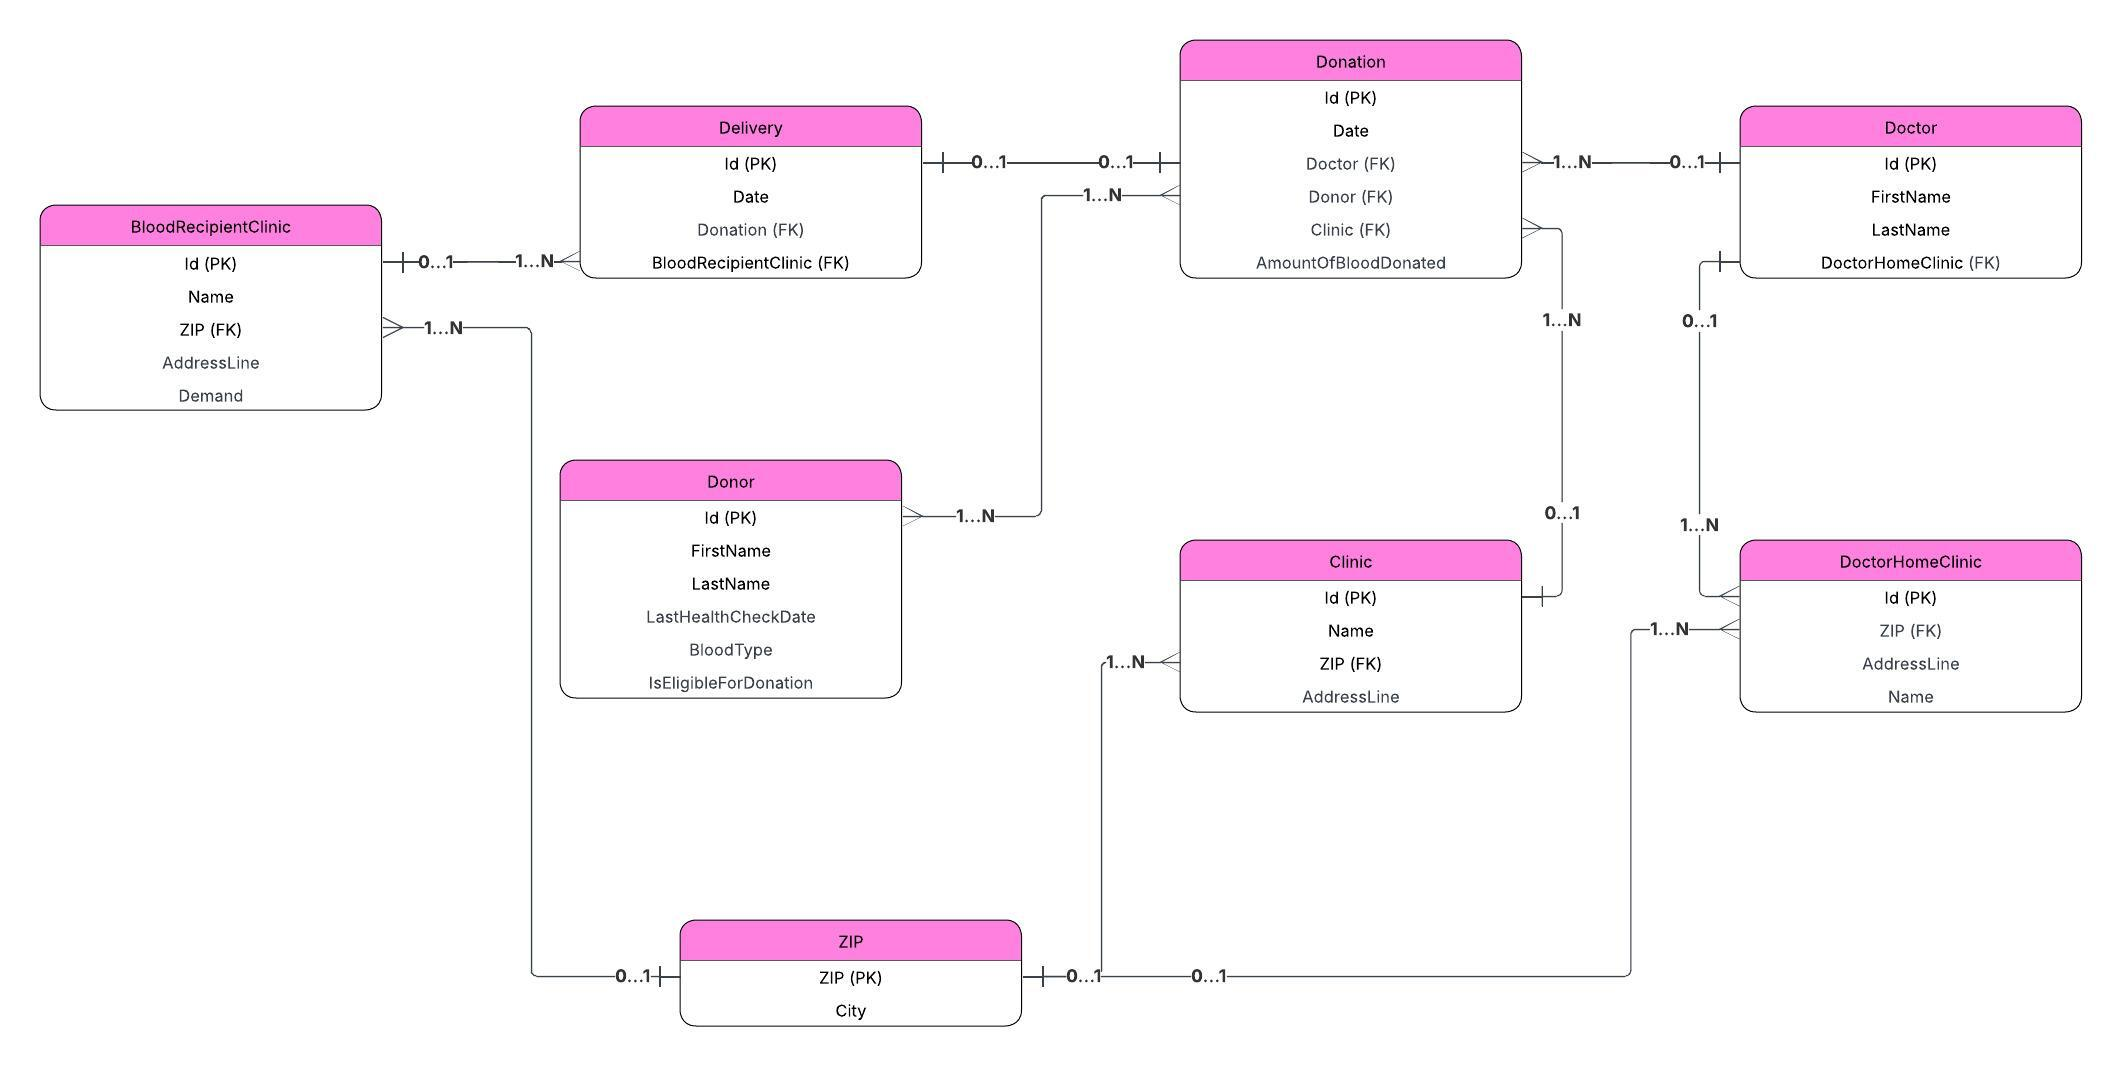 Donation
Id (PK)
Date
Doctor (FK)
Donor (FK)
Clinic (FK)
AmountOfBloodDonated
Delivery
Id (PK)
Date
Donation (FK)
BloodRecipientClinic (FK)
0...1
0...1
1...N
1...N
0...1
Doctor
Id (PK)
FirstName
LastName
DoctorHomeClinic (FK)
BloodRecipientClinic
Id (PK)
Name
ZIP (FK)
AddressLine
Demand
0...1
1...N
1...N
1...N
0...1
Donor
Id (PK)
FirstName
LastName
LastHealthCheckDate
BloodType
IsEligibleForDonation
1...N
0...1
1...N
Clinic
Id (PK)
Name
ZIP (FK)
AddressLine
DoctorHomeClinic
Id (PK)
ZIP (FK)
AddressLine
Name
1...N
1...N
ZIP
ZIP (PK)
City
0...1
0...1
0...1